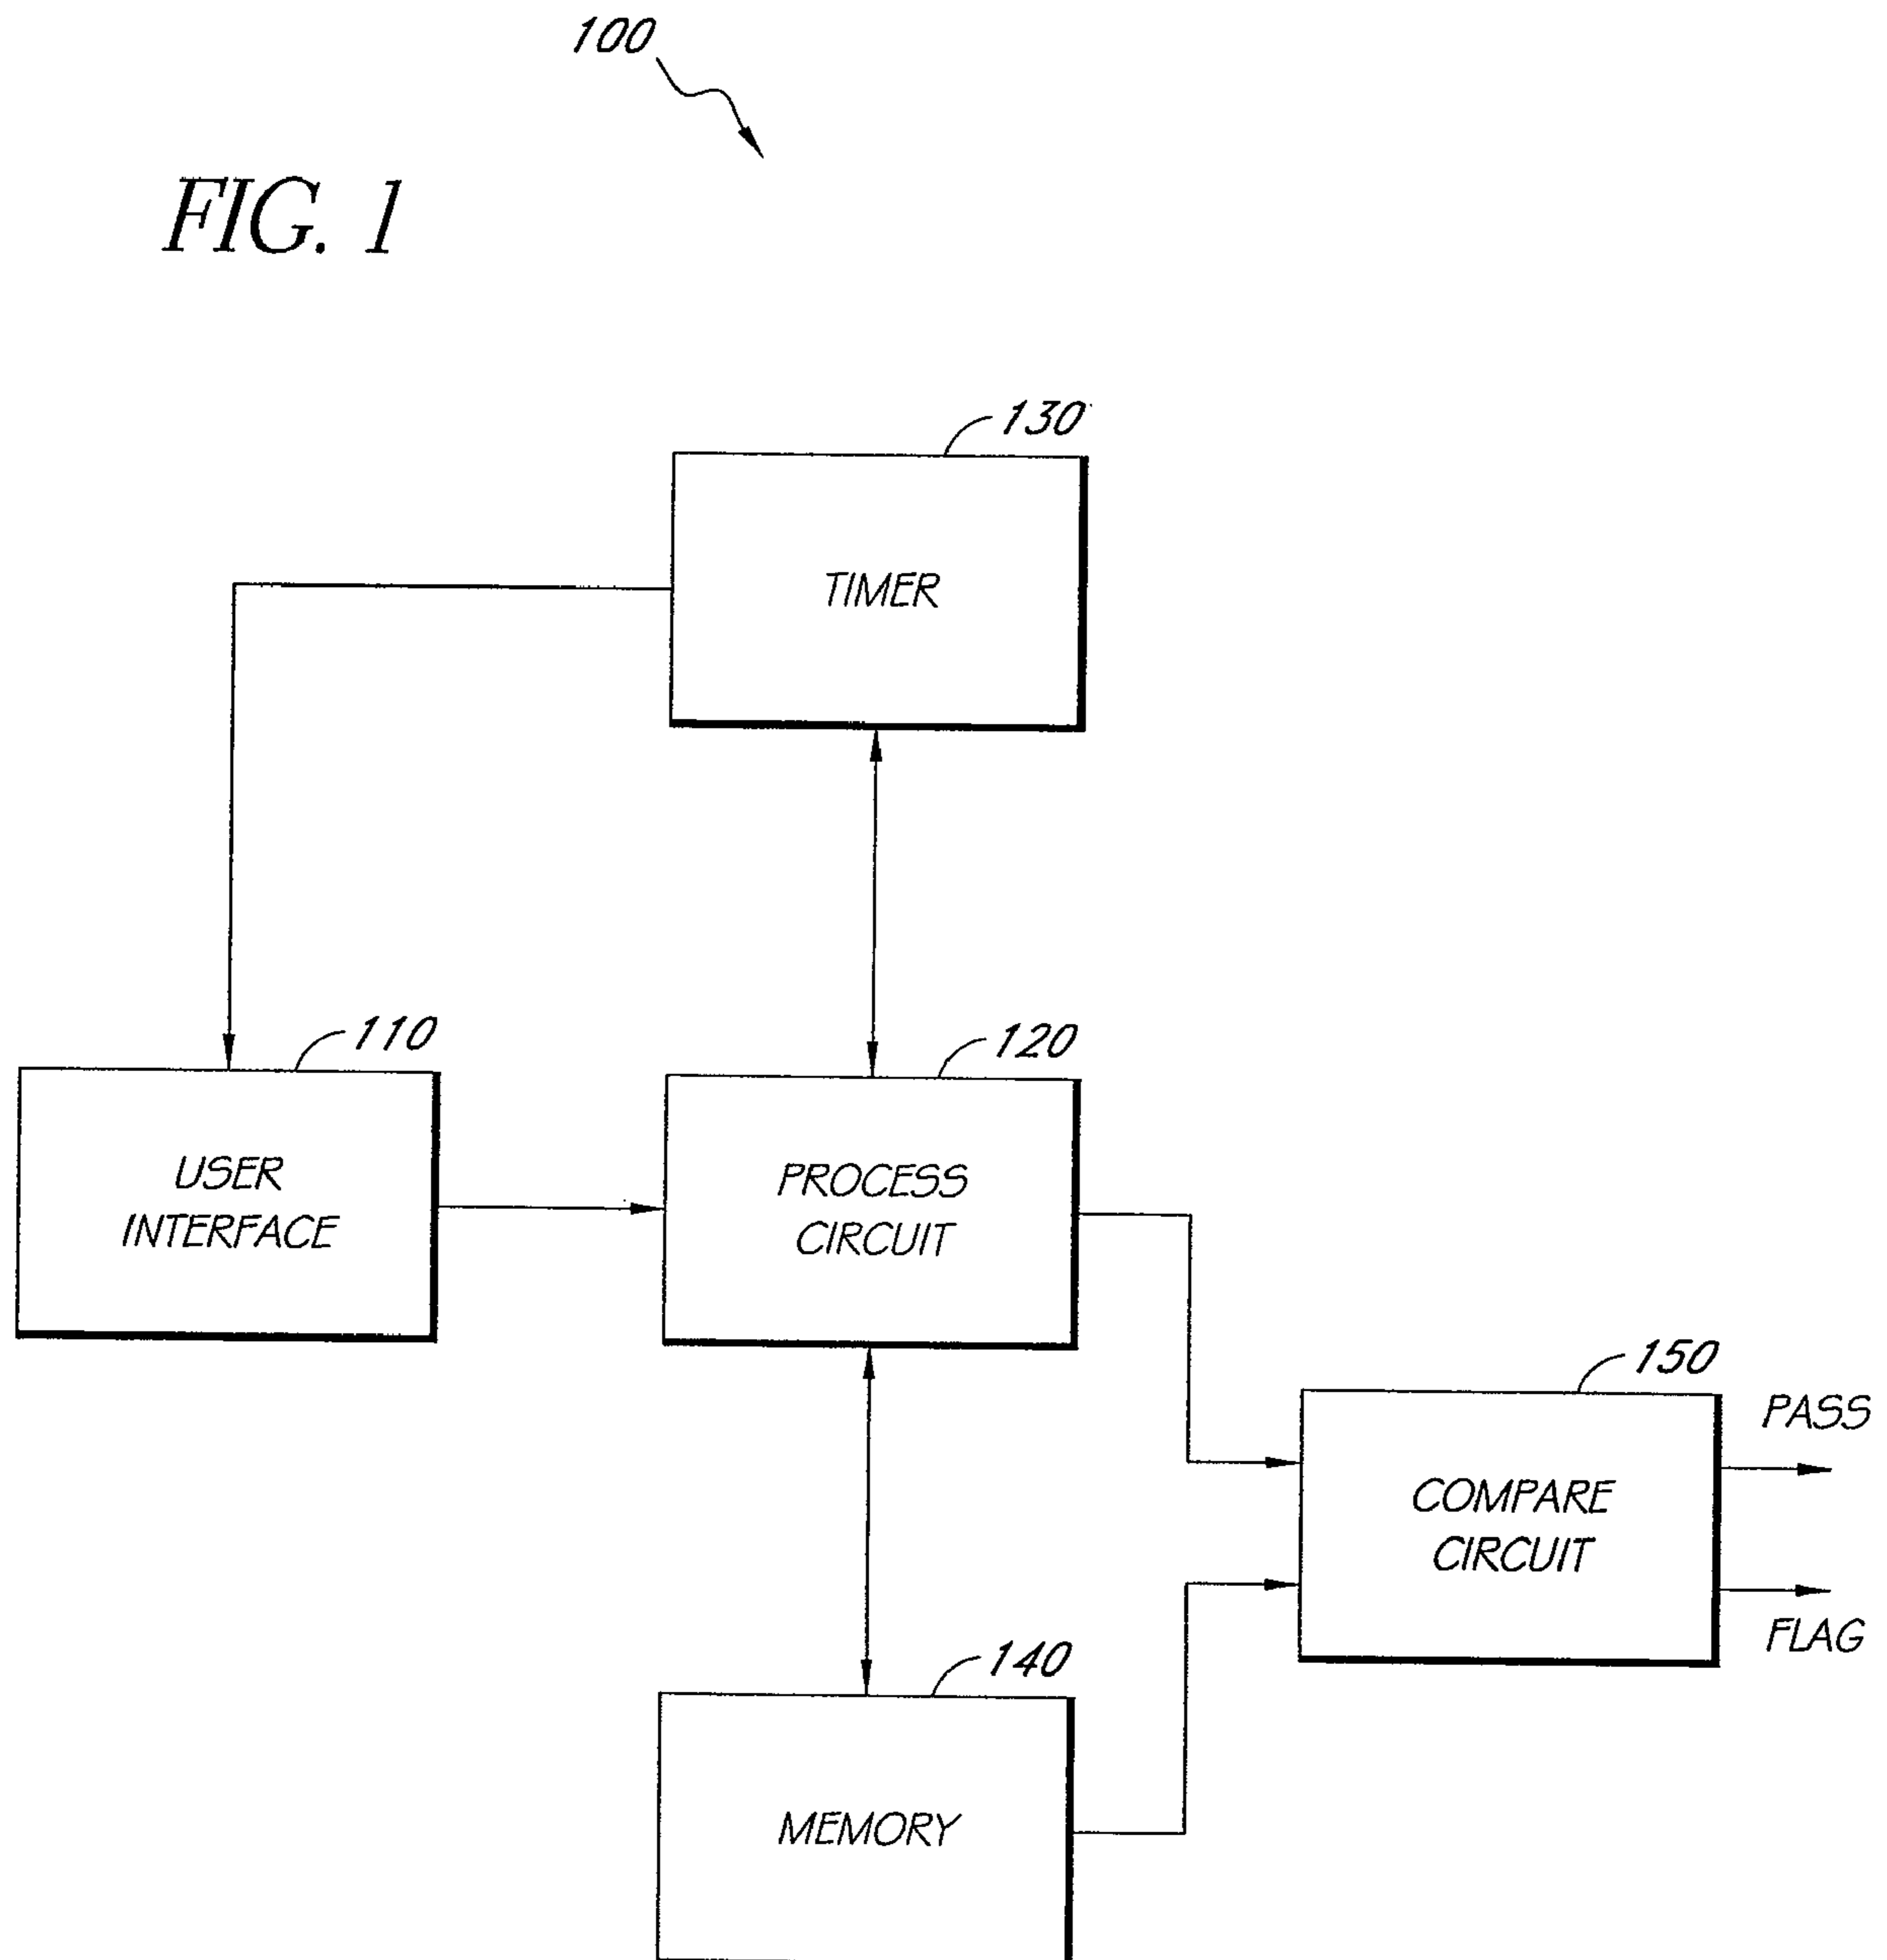 100
FIG. 1
130
TIMER
110
120
USER
INTERFACE
PROCESS
CIRCUIT
150
PASS
COMPARE
CIRCUIT
FLAG
140
MEMORY